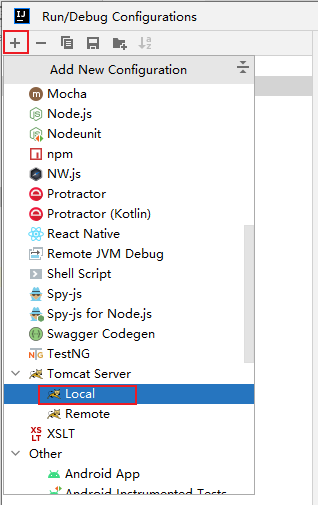 Run/Debug Configurations
Add New Configuration
Mocha
Node.js
Nodeunit
npm
NW.js
Protractor
Protractor (Kotlin)
React Native
Remote JVM Debug
Shell Script
Spy-js
Spy-js for Node.js
Swagger Codegen
TestNG
Tomcat Server
Local
Remote
XSLT
Other
Android App
Android Instrumented Tests